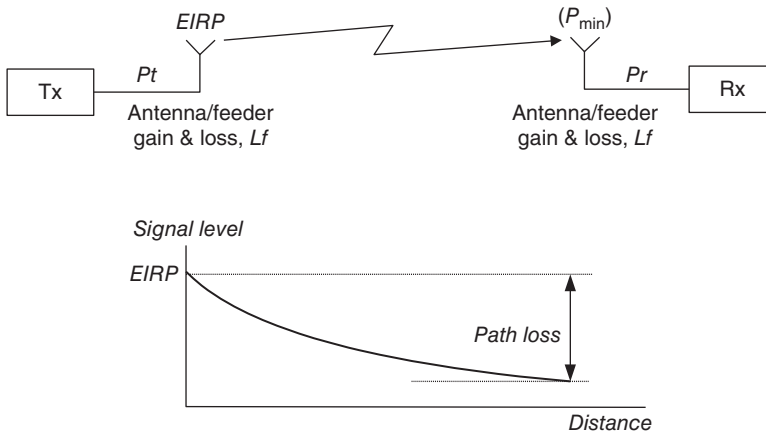 EIRP
(Pmin)
Tx
Pt
Pr
Rx
Antenna/feeder
gain & loss, Lf
Antenna/feeder
gain & loss, Lf
Signal level
EIRP
Path loss
Distance